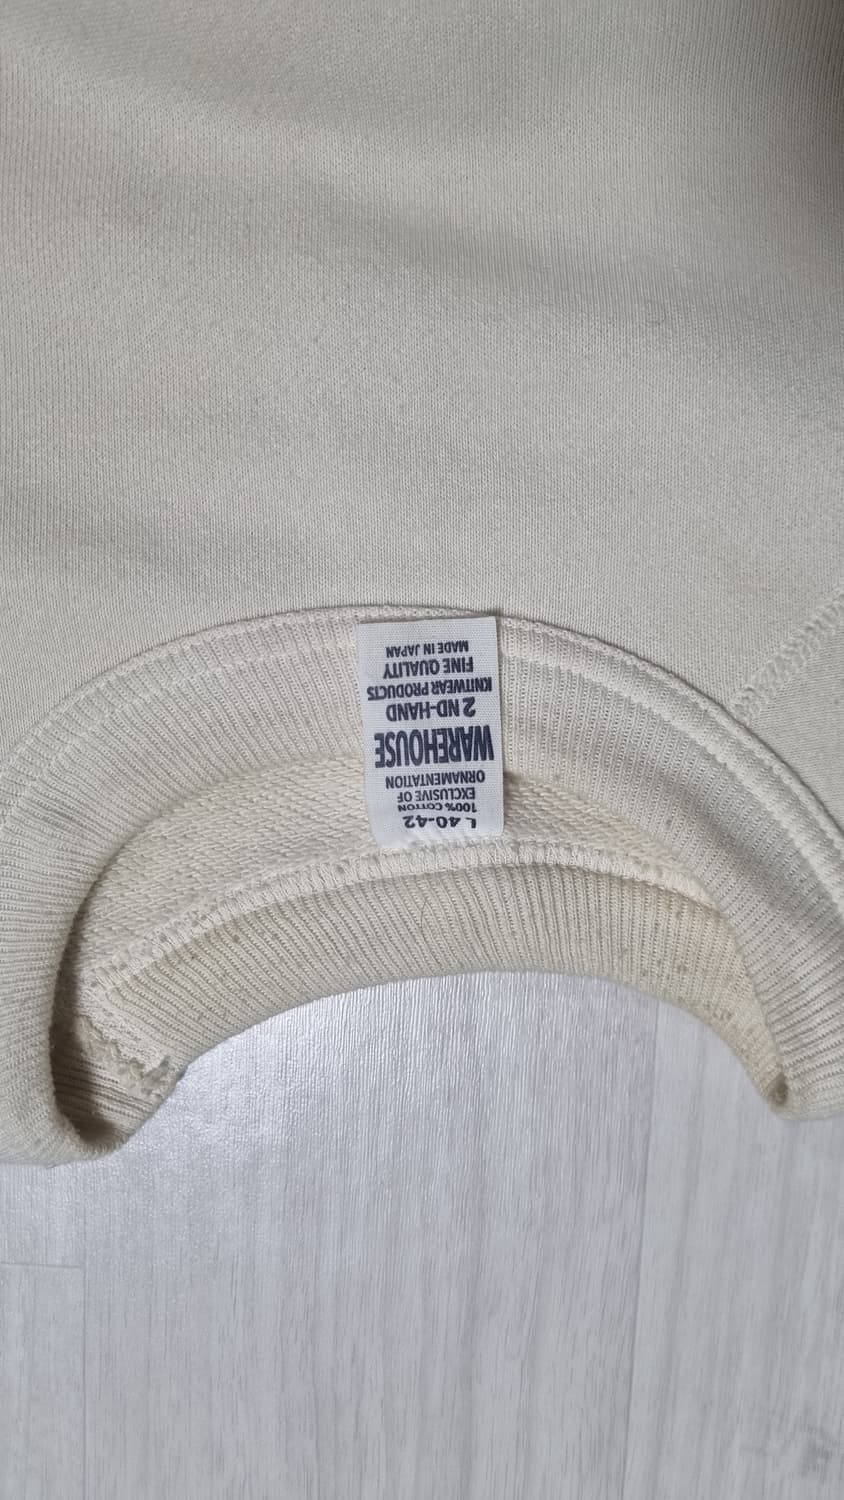 L 40-42
100% COTTON
EXCLUSIVE OF
ORNAMENTATION
WAREHOUSE
2 ND-HAND
KNITWEAR PRODUCTS
FINE QUALITY
MADE IN JAPAN